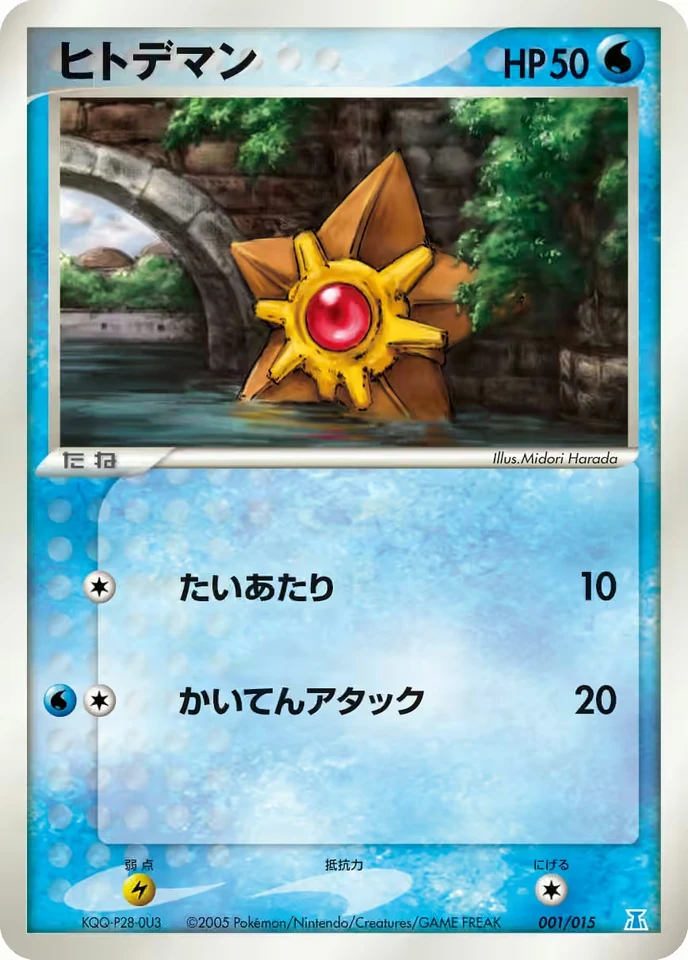 ヒトデマン HP50
たね Illus.Midori Harada
たいあたり 10
かいてんアタック 20
弱点 抵抗力 にげる
KQQ-P28-0U3 ©2005 Pokémon/Nintendo/Creatures/GAME FREAK 001/015